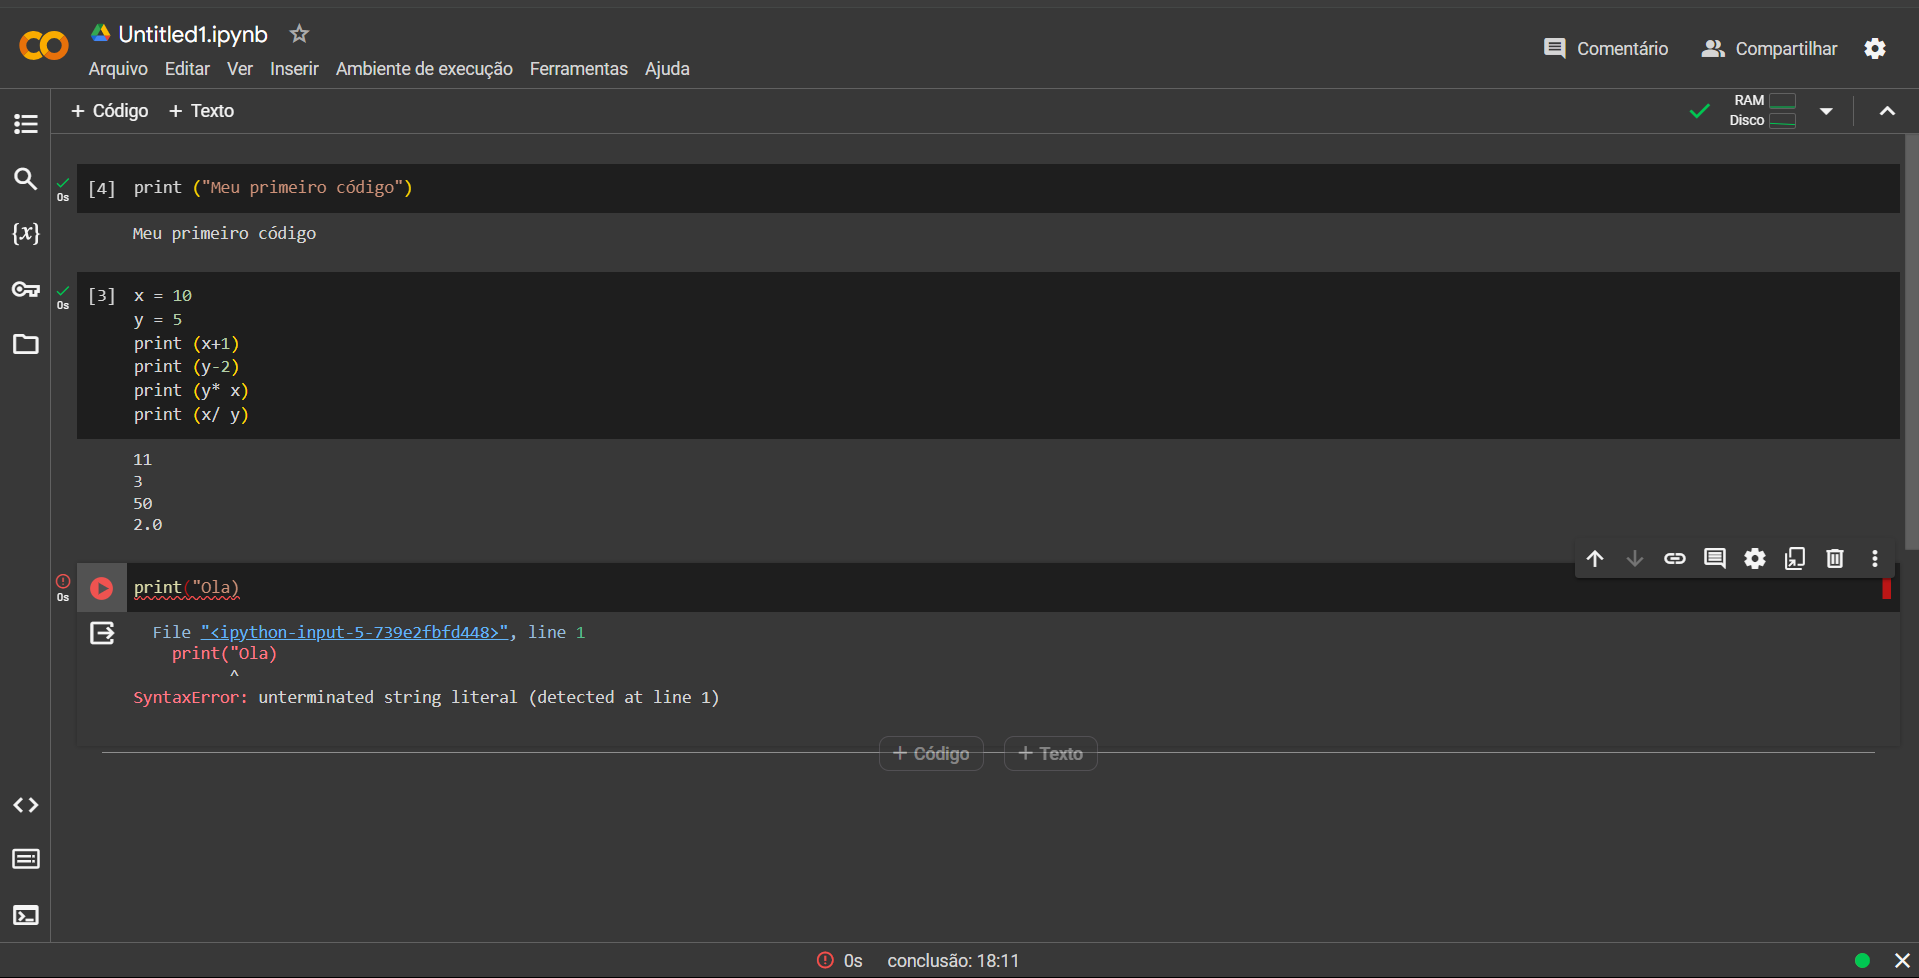 Untitled1.ipynb
Arquivo Editar Ver Inserir Ambiente de execução Ferramentas Ajuda
Comentário Compartilhar
+ Código + Texto
RAM
Disco
0s
[4] print ("Meu primeiro código")
Meu primeiro código
{x}
0s
[3] x = 10
y = 5
print (x+1)
print (y-2)
print (y* x)
print (x/ y)
11
3
50
2.0
0s
print("Ola)
File "<ipython-input-5-739e2fbfd448>", line 1
print("Ola)
^
SyntaxError: unterminated string literal (detected at line 1)
+ Código + Texto
0s conclusão: 18:11